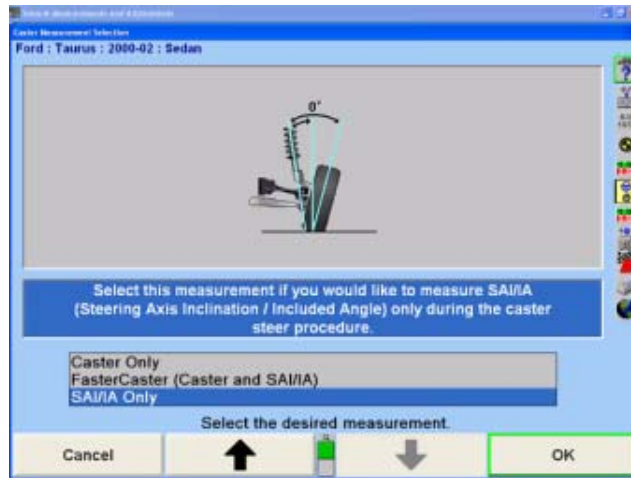 Caster Measurement Selection
Ford : Taurus : 2000-02 : Sedan
0°
Select this measurement if you would like to measure SAI/IA
(Steering Axis Inclination / Included Angle) only during the caster
steer procedure.
Caster Only
FasterCaster (Caster and SAI/IA)
SAI/IA Only
Select the desired measurement.
Cancel
OK